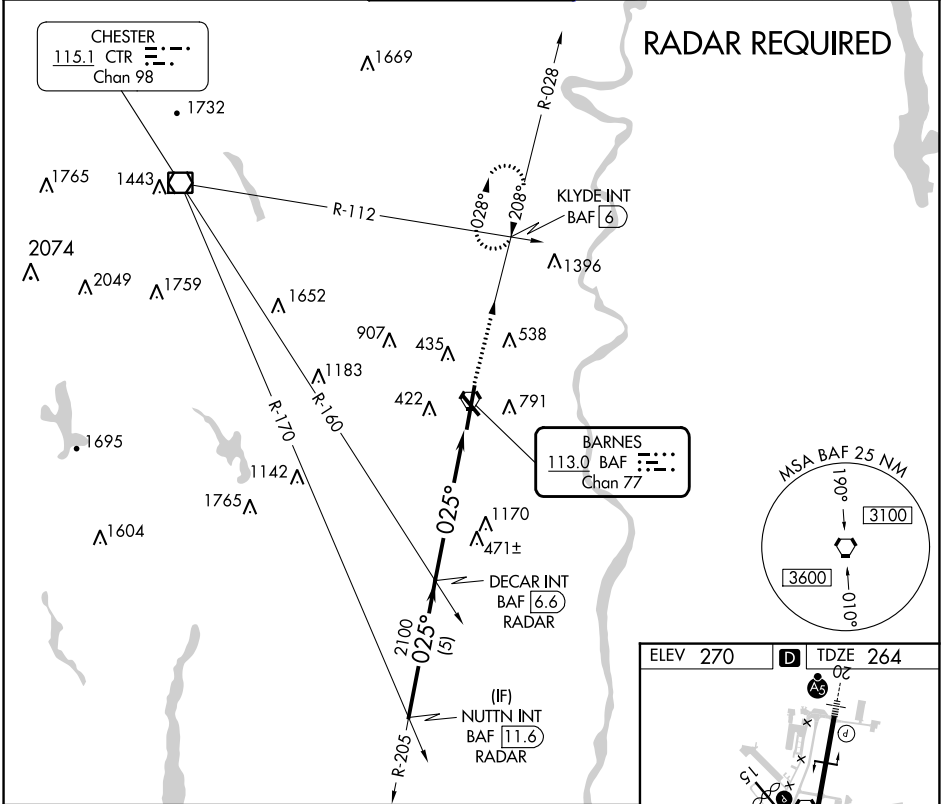 RADAR REQUIRED
CHESTER
115.1 CTR
Chan 98
1669
1732
R-028
1765
1443
R-112
028°
208°
KLYDE INT
BAF 6
2074
2049
1759
1396
1652
907
435
538
1183
R-170
R-160
422
791
1695
BARNES
113.0 BAF
Chan 77
1142
1765
025°
1170
471±
1604
MSA BAF 25 NM
190°
3100
3600
010°
DECAR INT
BAF 6.6
RADAR
2100
025°
(5)
(IF)
NUTTN INT
BAF 11.6
RADAR
R-205
ELEV 270 D TDZE 264
20
A5
P
15